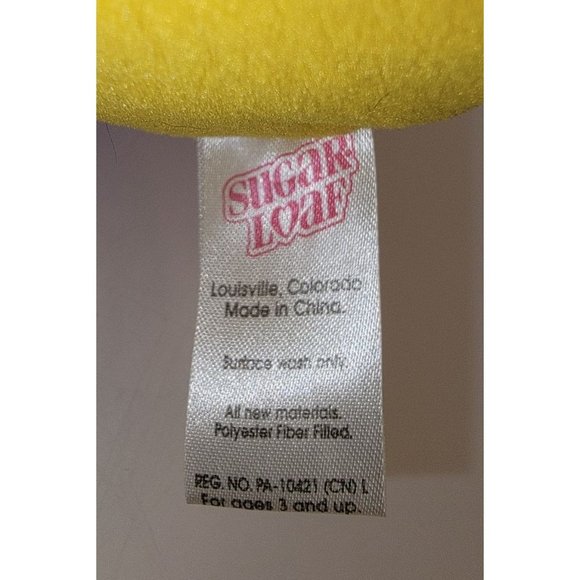 SUGAR
LOAF
Louisville, Colorado
Made in China.
Surface wash only.
All new materials.
Polyester Fiber Filled.
REG. NO. PA-10421 (CN) L
For ages 3 and up.